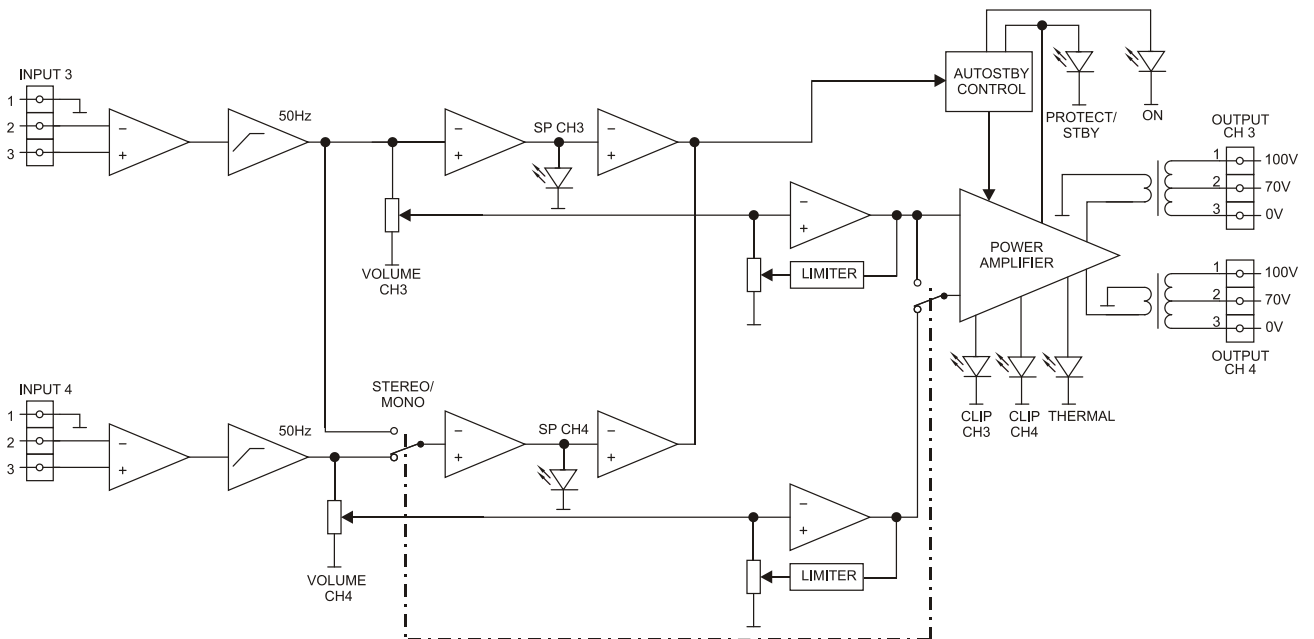 INPUT 3
1
2
3
−
+
50Hz
−
+
SP CH3
−
+
AUTOSTBY
CONTROL
PROTECT/
STBY
ON
OUTPUT
CH 3
1
100V
2
70V
3
0V
VOLUME
CH3
−
+
LIMITER
POWER
AMPLIFIER
1
100V
2
70V
3
0V
OUTPUT
CH 4
CLIP
CH3
CLIP
CH4
THERMAL
INPUT 4
1
2
3
−
+
50Hz
STEREO/
MONO
−
+
SP CH4
−
+
VOLUME
CH4
−
+
LIMITER